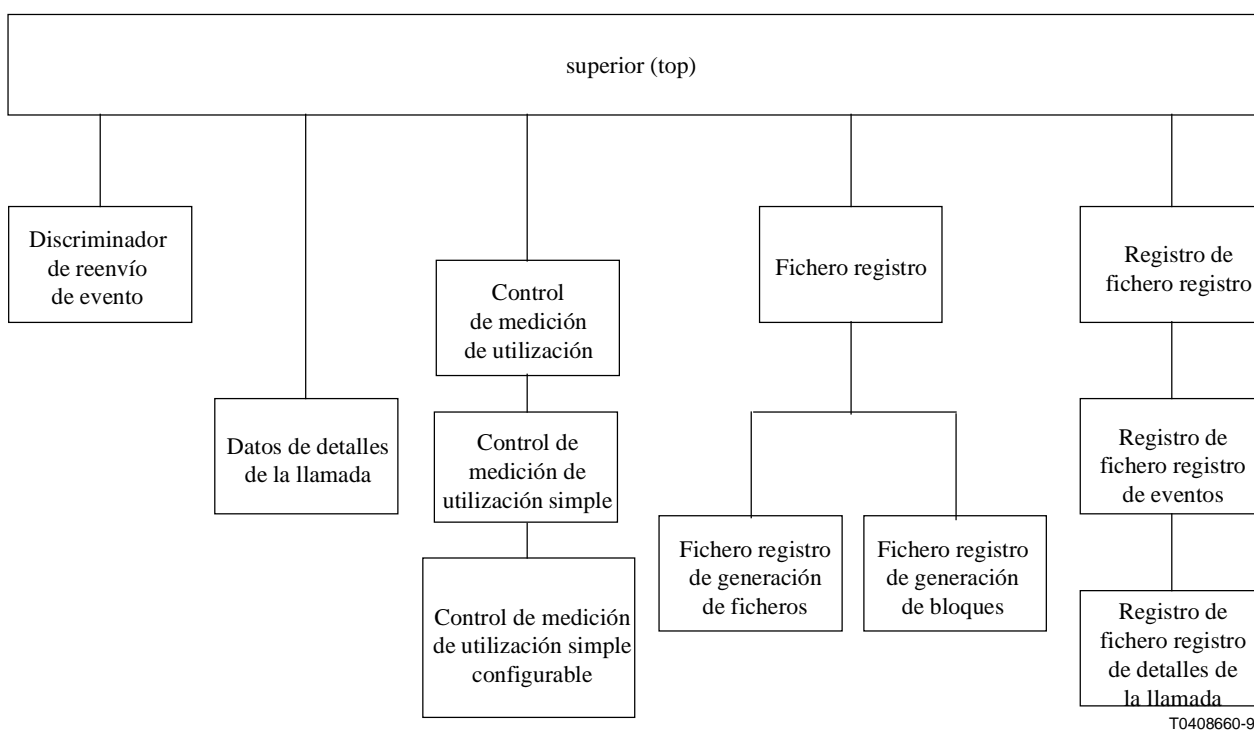 superior (top)
Discriminador
de reenvío
de evento
Datos de detalles
de la llamada
Control
de medición
de utilización
Control de
medición de
utilización simple
Control de medición
de utilización simple
configurable
Fichero registro
Fichero registro
de generación
de ficheros
Fichero registro
de generación
de bloques
Registro de
fichero registro
Registro de
fichero registro
de eventos
Registro de
fichero registro
de detalles de
la llamada
T0408660-9